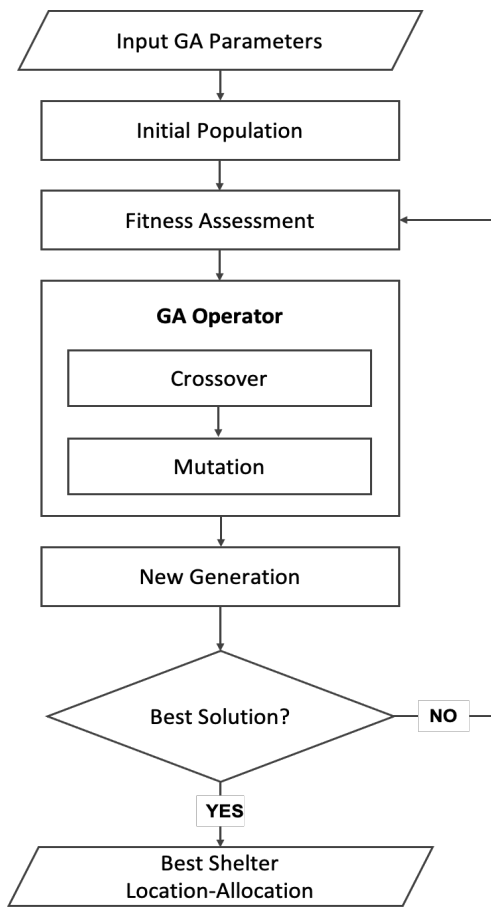 Input GA Parameters
Initial Population
Fitness Assessment
GA Operator
Crossover
Mutation
New Generation
Best Solution?
NO
YES
Best Shelter
Location-Allocation